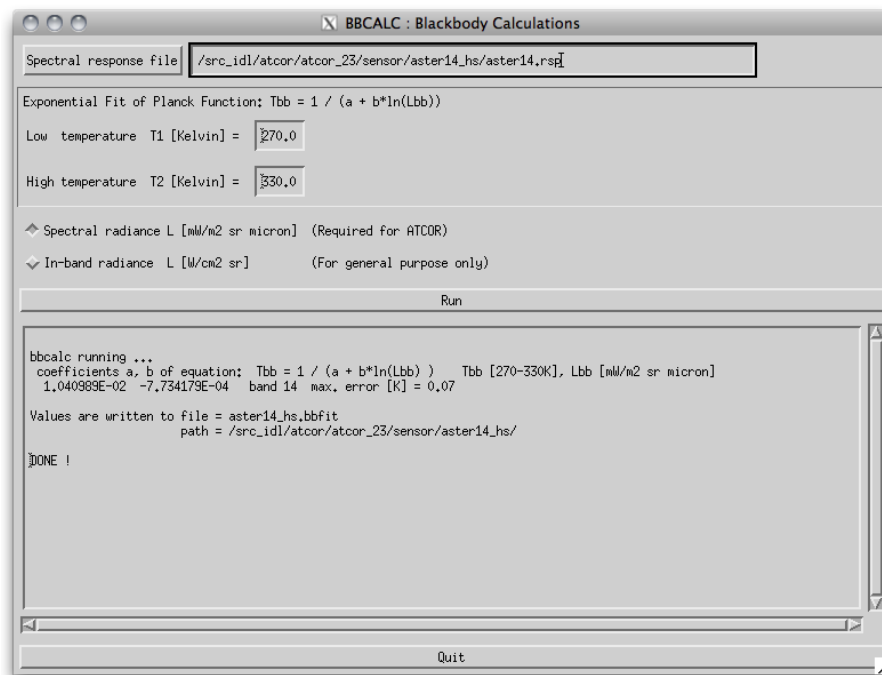 BBCALC : Blackbody Calculations
Spectral response file /src_idl/atcor/atcor_23/sensor/aster14_hs/aster14.rsp
Exponential Fit of Planck Function: Tbb = 1 / (a + b*ln(Lbb))
Low temperature T1 [Kelvin] = 270.0
High temperature T2 [Kelvin] = 330.0
Spectral radiance L [mW/m2 sr micron] (Required for ATCOR)
In-band radiance L [W/cm2 sr] (For general purpose only)
Run
bbcalc running ...
coefficients a, b of equation: Tbb = 1 / (a + b*ln(Lbb) ) Tbb [270-330K], Lbb [mW/m2 sr micron]
1.040989E-02 -7.734179E-04 band 14 max. error [K] = 0.07
Values are written to file = aster14_hs.bbfit
path = /src_idl/atcor/atcor_23/sensor/aster14_hs/
DONE !
Quit